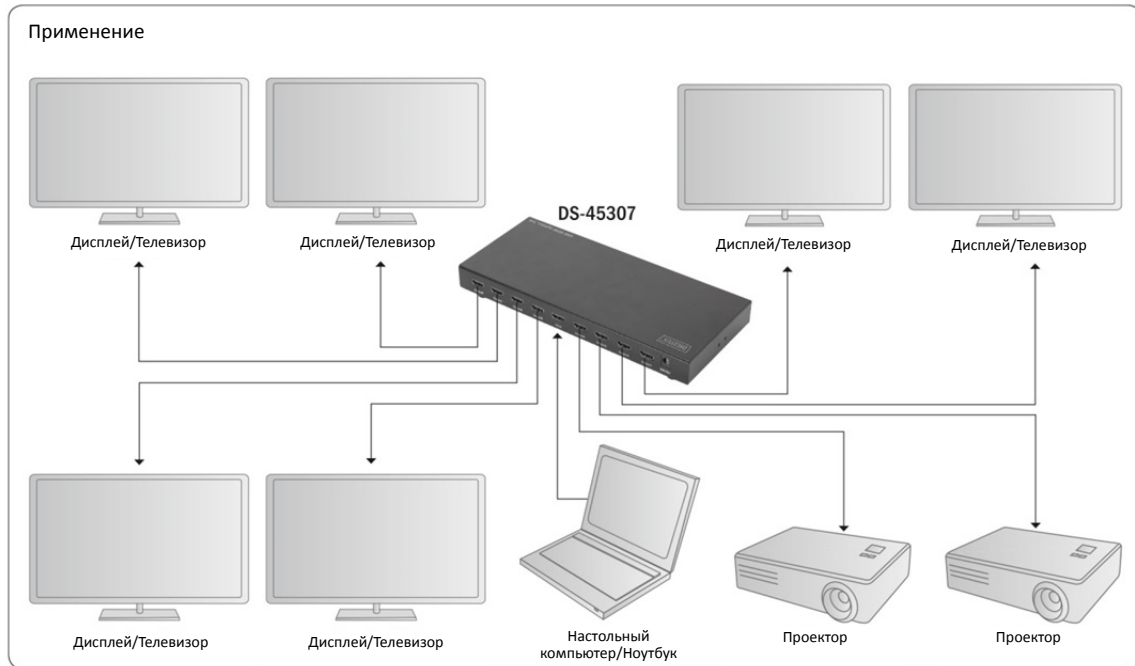 Применение
DS-45307
Дисплей/Телевизор
Дисплей/Телевизор
Дисплей/Телевизор
Дисплей/Телевизор
Дисплей/Телевизор
Дисплей/Телевизор
Настольный
компьютер/Ноутбук
Проектор
Проектор